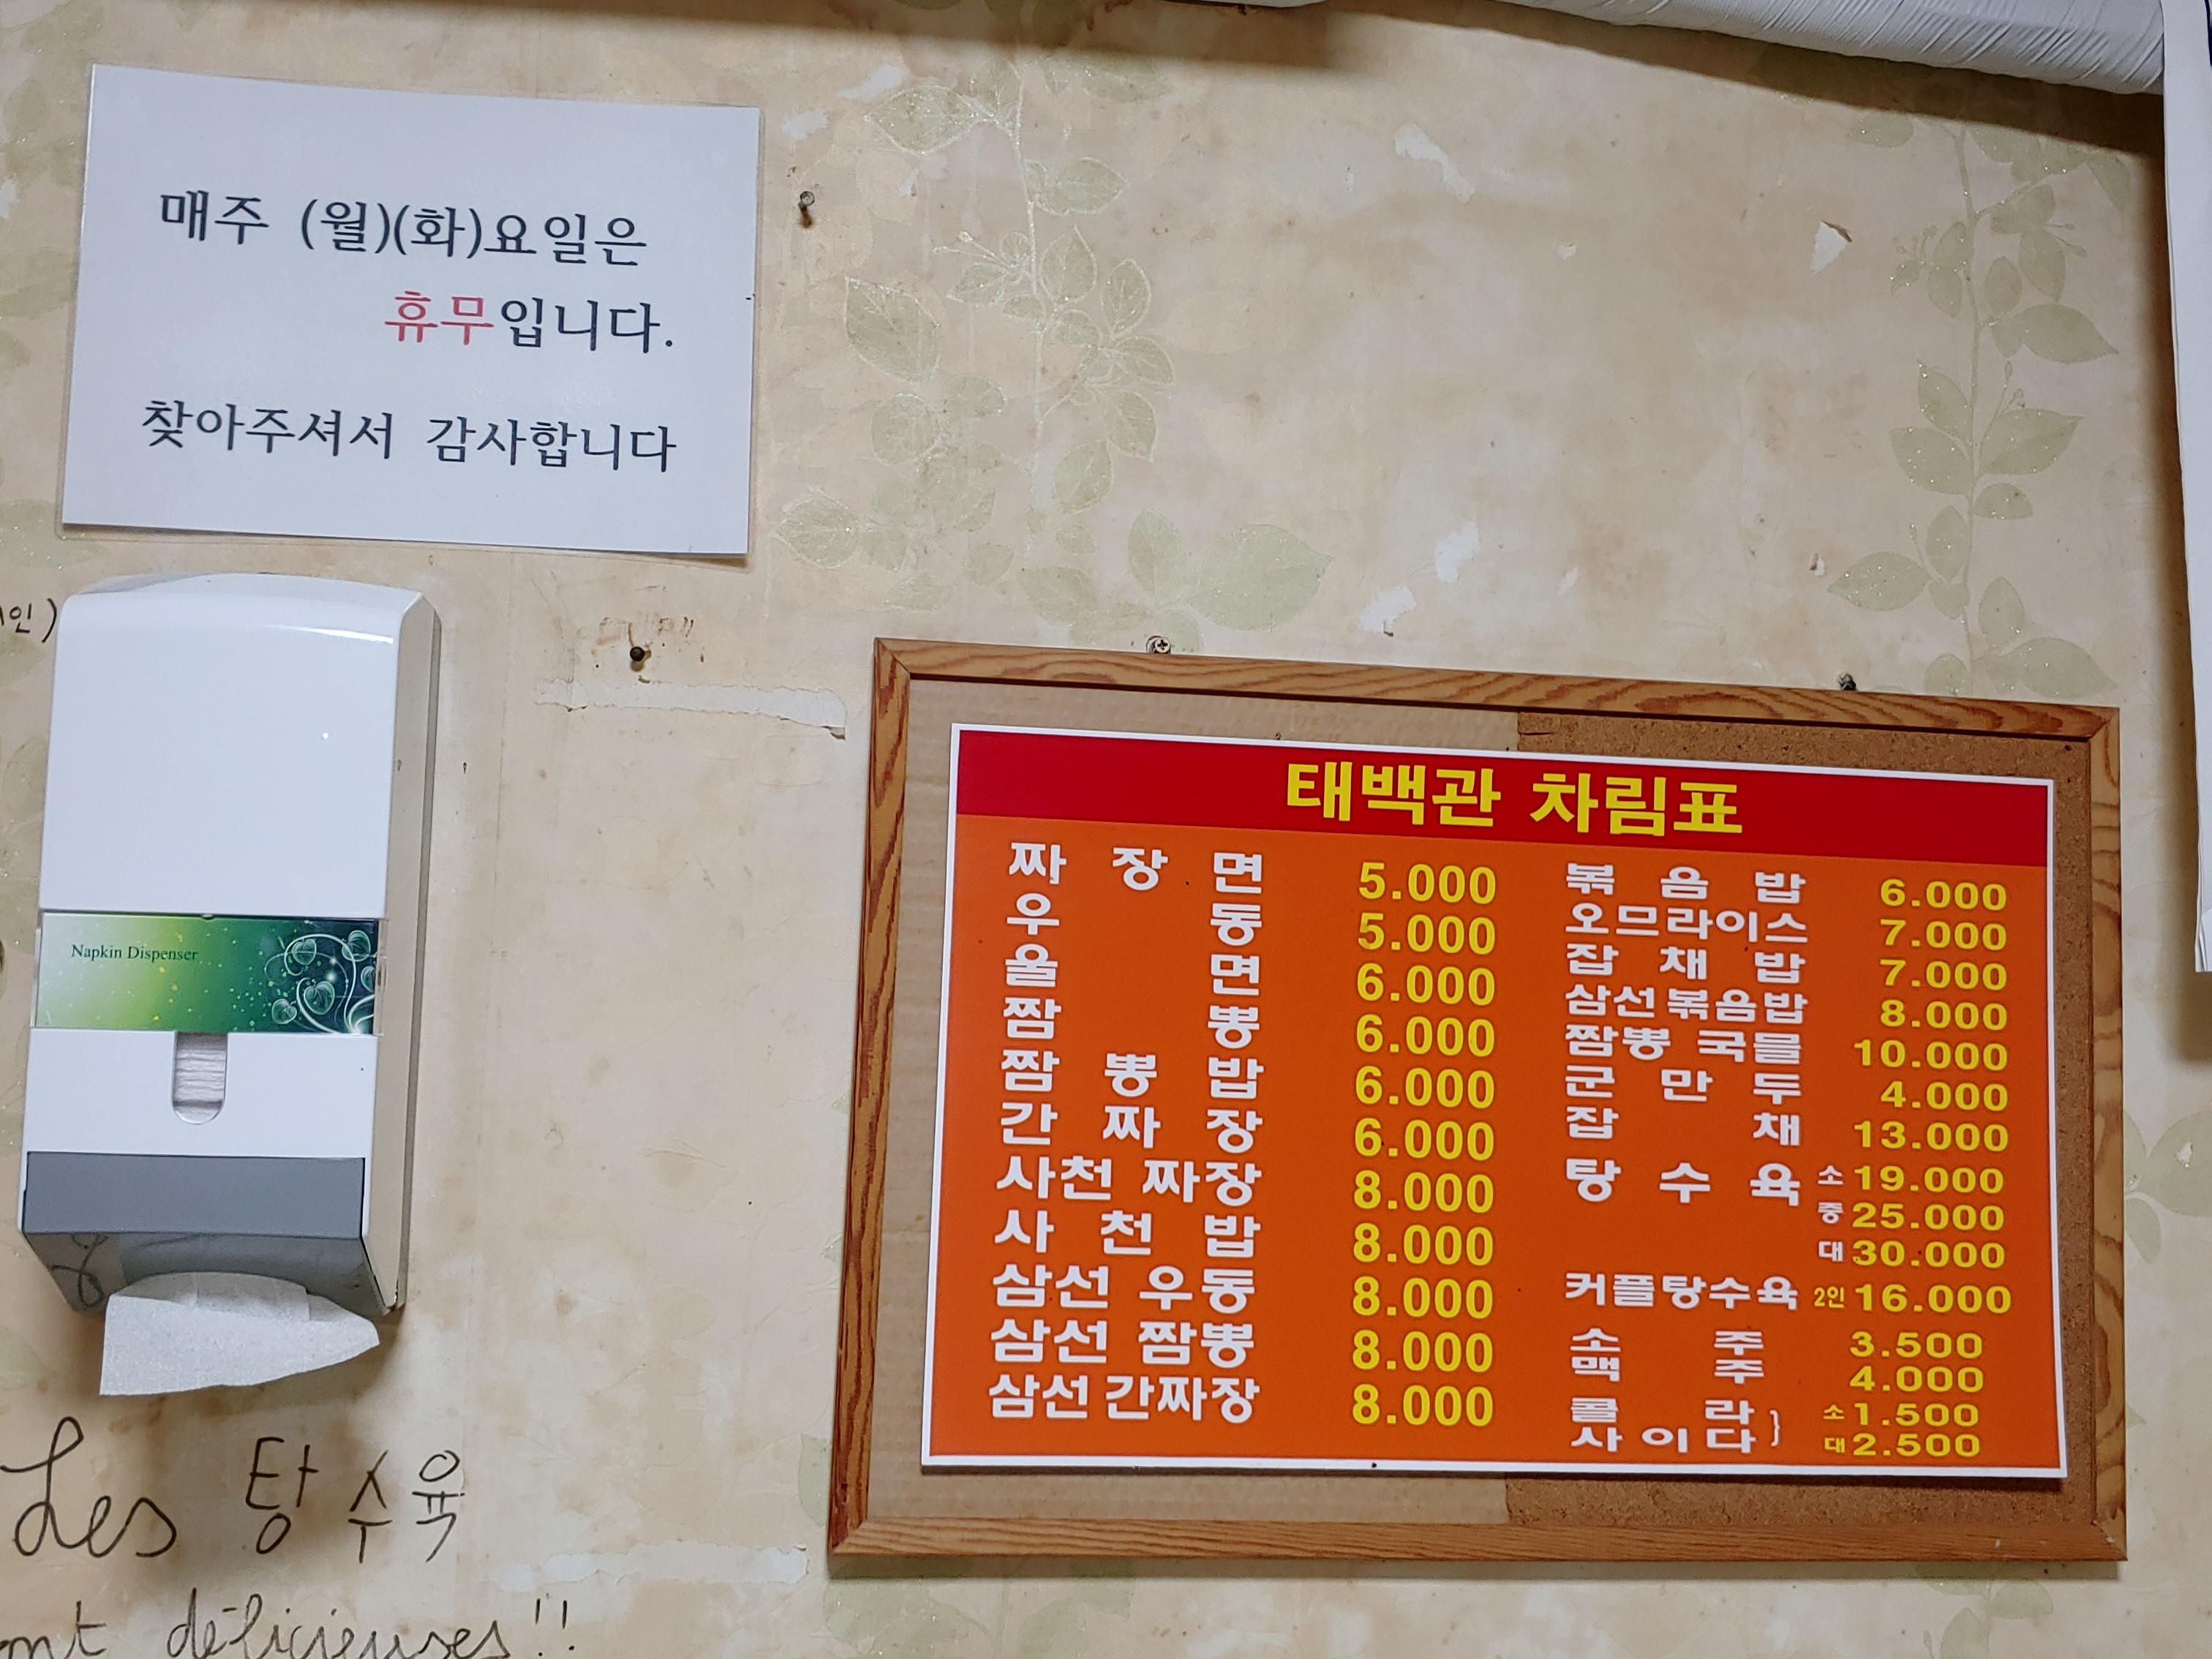 매주 (월)(화)요일은
휴무입니다.
찾아주셔서 감사합니다
인)
Napkin Dispenser
Les 탕수육
délicieuses!!
태백관 차림표
짜장면 5.000
우동 5.000
울면 6.000
짬뽕 6.000
짬뽕밥 6.000
간짜장 6.000
사천 짜장 8.000
사천밥 8.000
삼선 우동 8.000
삼선 짬뽕 8.000
삼선 간짜장 8.000
볶음밥 6.000
오므라이스 7.000
잡채밥 7.000
삼선볶음밥 8.000
짬뽕 국물 10.000
군만두 4.000
잡채 13.000
탕수육 소 19.000
중 25.000
대 30.000
커플탕수육 2인 16.000
소주 3.500
맥주 4.000
콜라 } 소 1.500
사이다 대 2.500